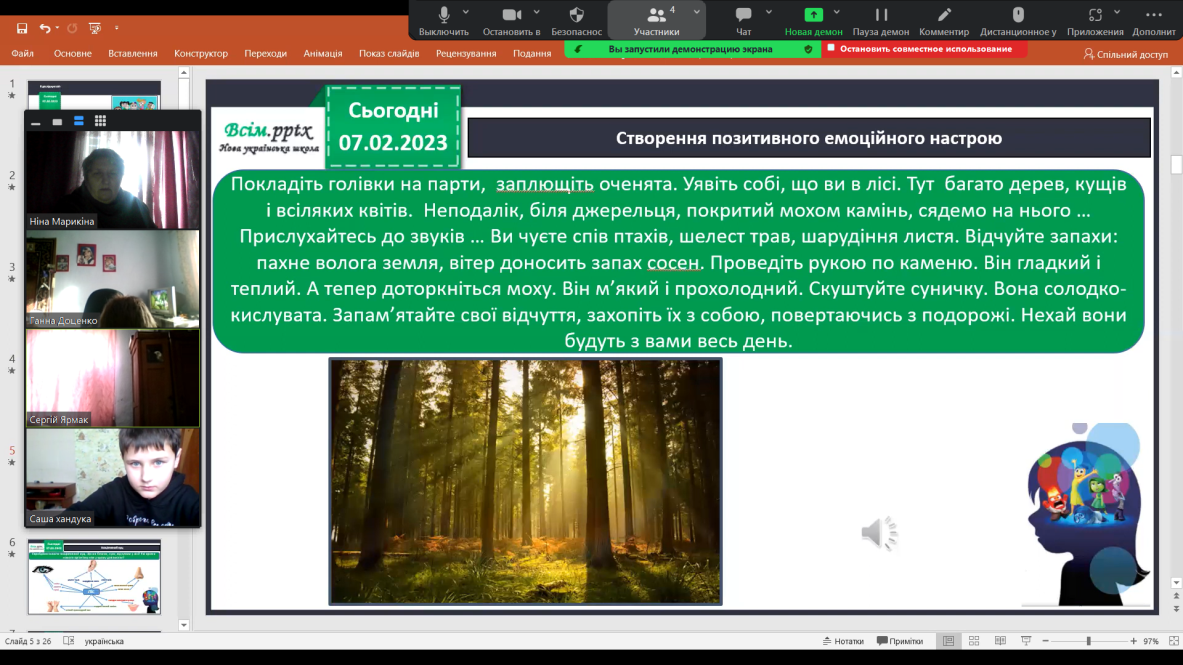 4
Выключить
Остановить в
Безопаснос
Участники
Чат
Новая демон
Пауза демон
Комментир
Дистанционное у
Приложения
Дополнит
Файл
Основне
Вставлення
Конструктор
Переходи
Анімація
Показ слайдів
Рецензування
Подання
Вы запустили демонстрацию экрана
Остановить совместное использование
Спільний доступ
1
2
3
4
5
6
Ніна Марикіна
Ганна Доценко
Сергій Ярмак
Саша хандука
Всім.pptx
Нова українська школа
Сьогодні
07.02.2023
Створення позитивного емоційного настрою
Покладіть голівки на парти, заплющіть оченята. Уявіть собі, що ви в лісі. Тут багато дерев, кущів
і всіляких квітів. Неподалік, біля джерельця, покритий мохом камінь, сядемо на нього ...
Прислухайтесь до звуків ... Ви чуєте спів птахів, шелест трав, шарудіння листя. Відчуйте запахи:
пахне волога земля, вітер доносить запах сосен. Проведіть рукою по каменю. Він гладкий і
теплий. А тепер доторкніться моху. Він м’який і прохолодний. Скуштуйте суничку. Вона солодко-
кислувата. Запам’ятайте свої відчуття, захопіть їх з собою, повертаючись з подорожі. Нехай вони
будуть з вами весь день.
Слайд 5 з 26
українська
Нотатки
Примітки
97%